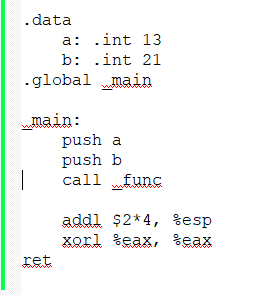 .data
    a: .int 13
    b: .int 21
.global _main

_main:
    push a
    push b
    call _func

    addl $2*4, %esp
    xorl %eax, %eax
ret